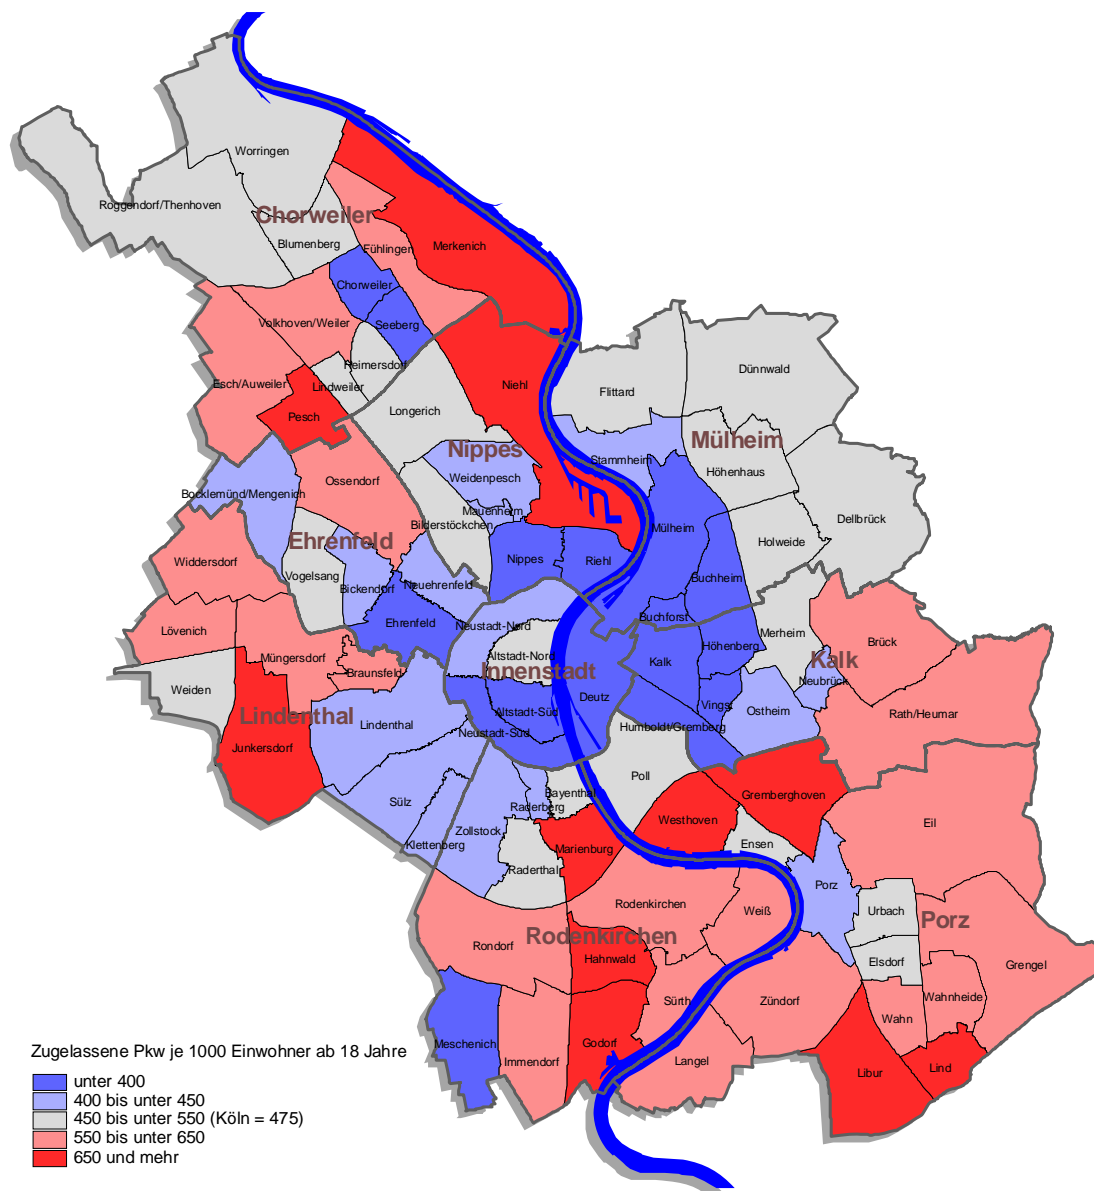 Worringen
Roggendorf/Thenhoven
Chorweiler
Blumenberg
Fühlingen
Merkenich
Chorweiler
Volkhoven/Weiler
Seeberg
Heimersdorf
Esch/Auweiler
Lindweiler
Pesch
Niehl
Longerich
Flittard
Dünnwald
Nippes
Mülheim
Stammheim
Höhenhaus
Weidenpesch
Ossendorf
Bocklemünd/Mengenich
Mauenheim
Bilderstöckchen
Mülheim
Dellbrück
Ehrenfeld
Holweide
Widdersdorf
Nippes
Riehl
Vogelsang
Buchheim
Bickendorf
Neuehrenfeld
Buchforst
Ehrenfeld
Neustadt-Nord
Lövenich
Merheim
Brück
Höhenberg
Müngersdorf
Altstadt-Nord
Kalk
Kalk
Innenstadt
Braunsfeld
Neubrück
Weiden
Deutz
Vingst
Ostheim
Rath/Heumar
Lindenthal
Lindenthal
Altstadt-Süd
Humboldt/Gremberg
Neustadt-Süd
Junkersdorf
Poll
Bayenthal
Gremberghoven
Sülz
Raderberg
Westhoven
Eil
Zollstock
Klettenberg
Marienburg
Ensen
Raderthal
Porz
Rodenkirchen
Weiß
Urbach
Porz
Rodenkirchen
Rondorf
Hahnwald
Elsdorf
Grengel
Sürth
Zündorf
Wahnheide
Wahn
Meschenich
Godorf
Immendorf
Langel
Libur
Lind
Zugelassene Pkw je 1000 Einwohner ab 18 Jahre
unter 400
400 bis unter 450
450 bis unter 550 (Köln = 475)
550 bis unter 650
650 und mehr